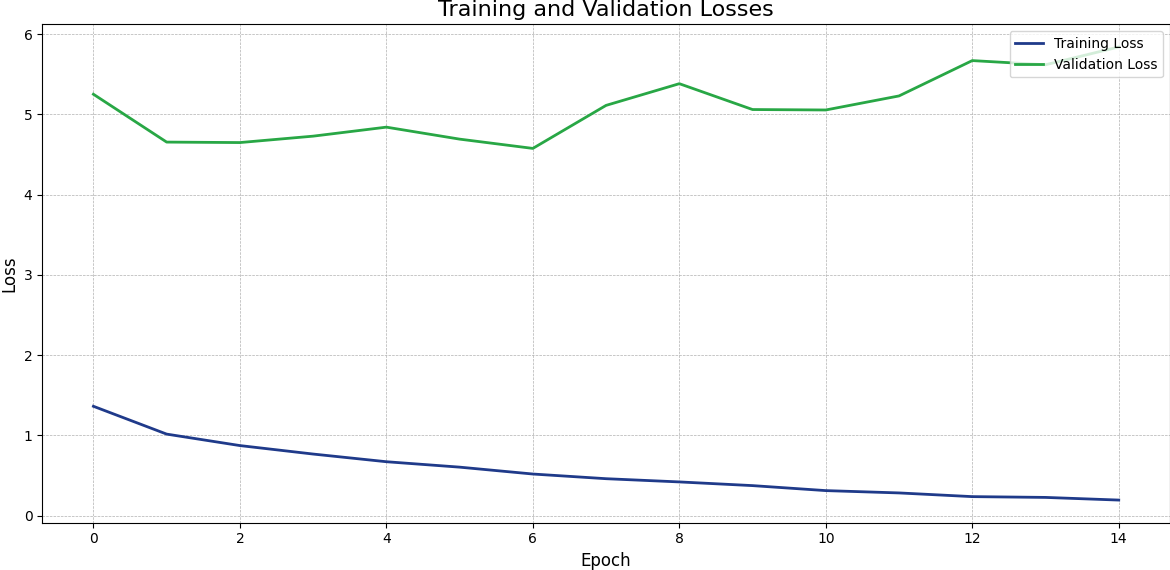 Training and Validation Losses
6
5
4
3
2
1
0
Loss
Training Loss
Validation Loss
0 2 4 6 8 10 12 14
Epoch